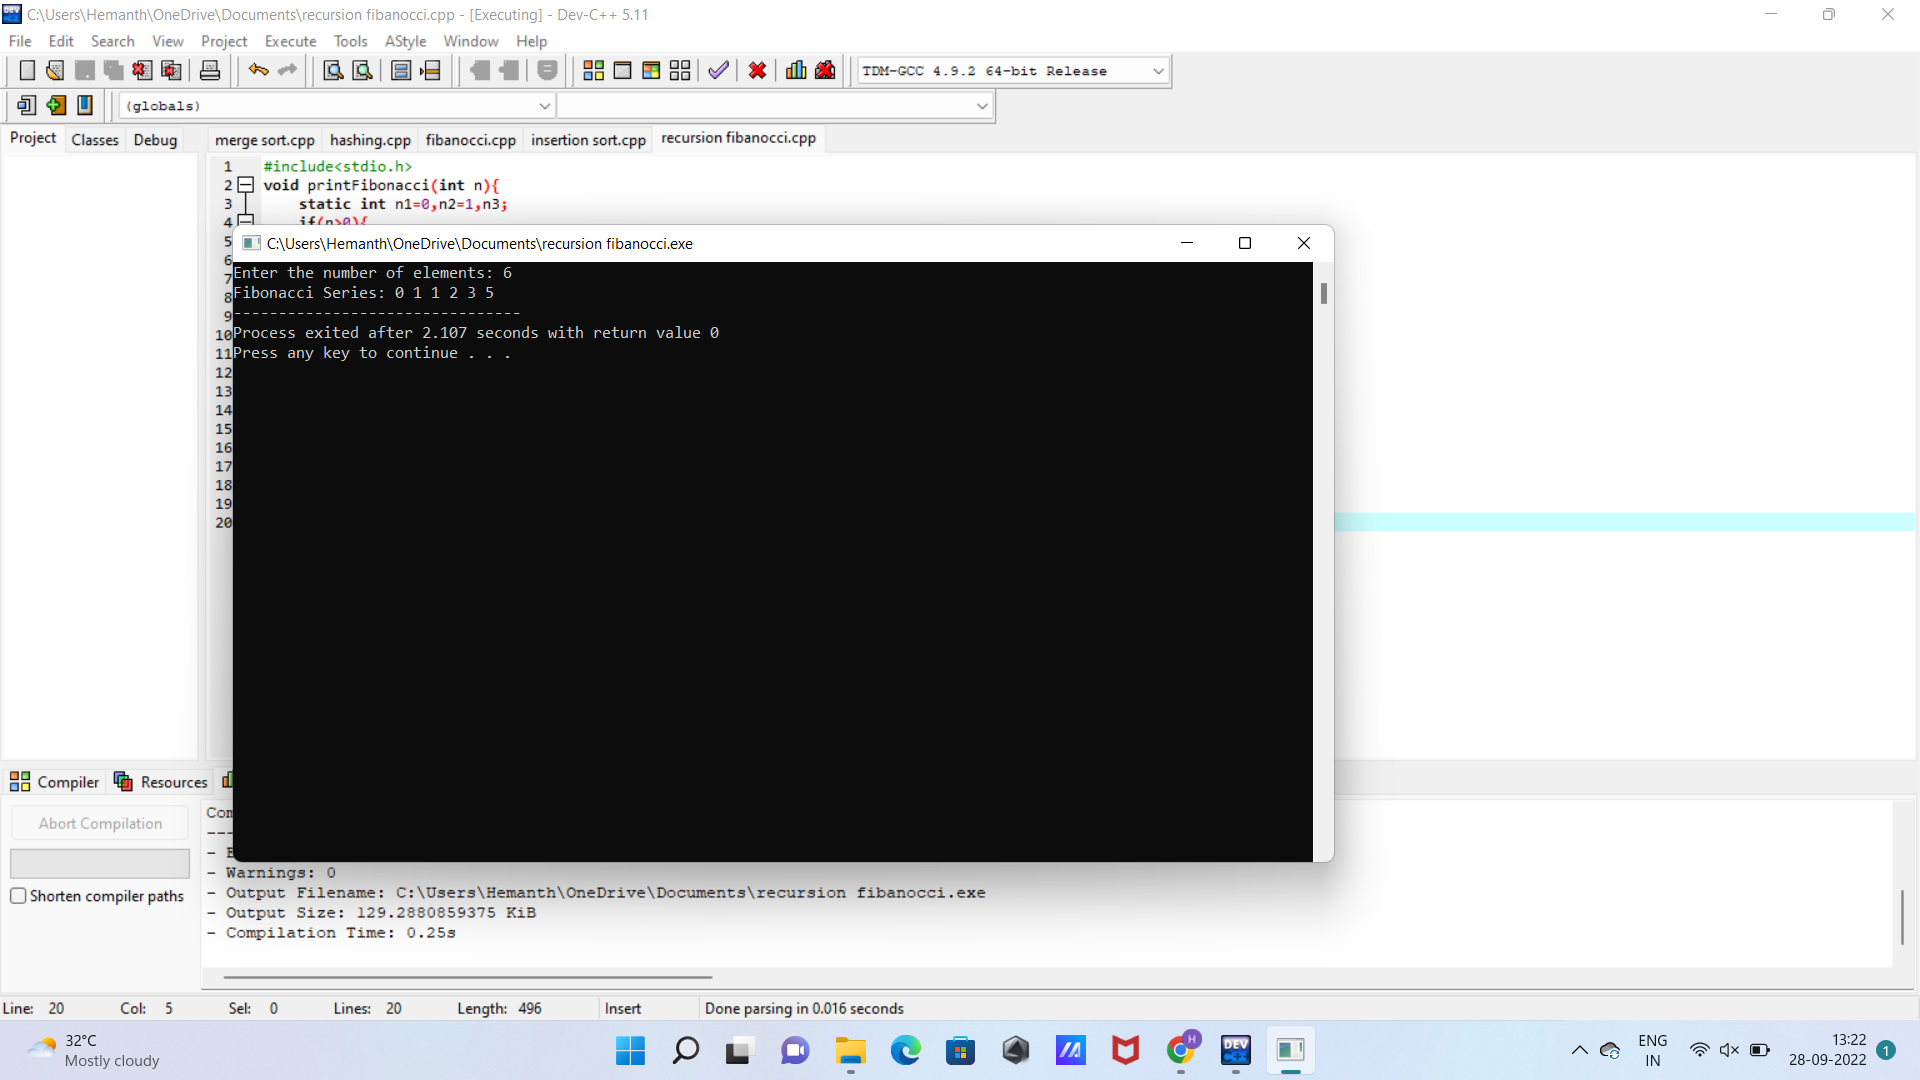 C:\Users\Hemanth\OneDrive\Documents\recursion fibanocci.cpp - [Executing] - Dev-C++ 5.11
File Edit Search View Project Execute Tools AStyle Window Help
TDM-GCC 4.9.2 64-bit Release
(globals)
Project Classes Debug merge sort.cpp hashing.cpp fibanocci.cpp insertion sort.cpp recursion fibanocci.cpp
1 #include<stdio.h>
2 void printFibonacci(int n){
3 static int n1=0,n2=1,n3;
4 if(n>0){
5
6
7
8
9
10
11
12
13
14
15
16
17
18
19
20
C:\Users\Hemanth\OneDrive\Documents\recursion fibanocci.exe
Enter the number of elements: 6
Fibonacci Series: 0 1 1 2 3 5
--------------------------------
Process exited after 2.107 seconds with return value 0
Press any key to continue . . .
Compiler Resources
Abort Compilation
Shorten compiler paths
- Warnings: 0
- Output Filename: C:\Users\Hemanth\OneDrive\Documents\recursion fibanocci.exe
- Output Size: 129.2880859375 KiB
- Compilation Time: 0.25s
Line: 20 Col: 5 Sel: 0 Lines: 20 Length: 496 Insert Done parsing in 0.016 seconds
32°C
Mostly cloudy
H
DEV C++
ENG
IN
13:22
28-09-2022
1